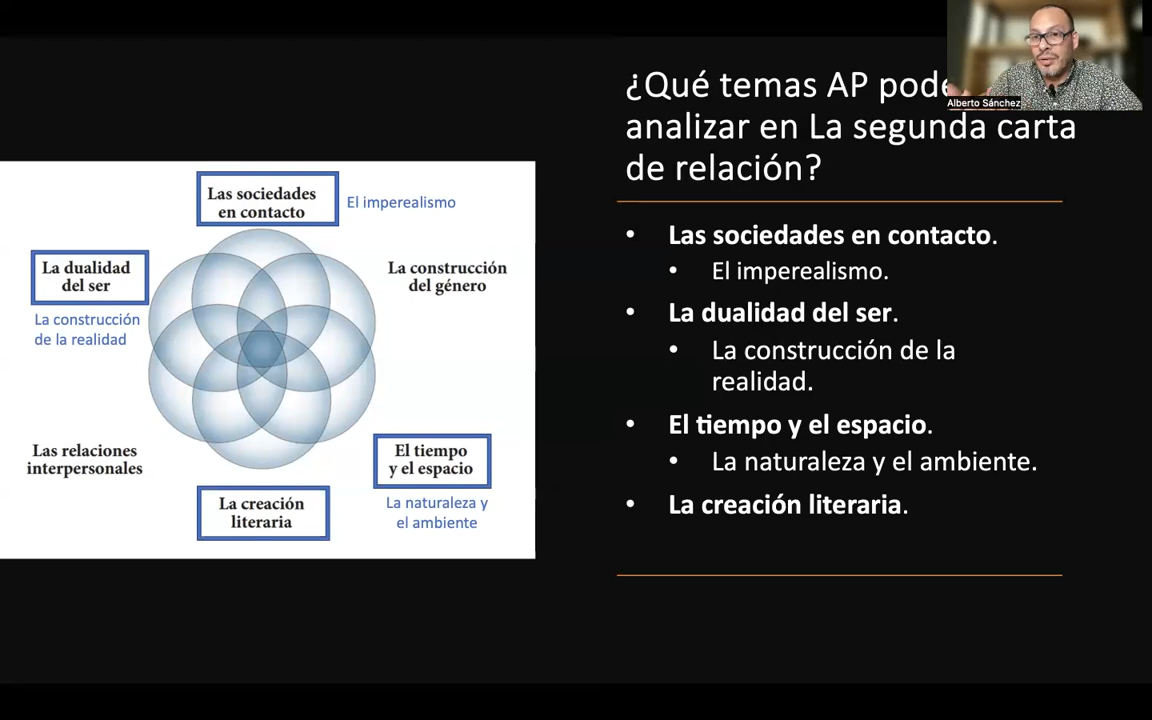 ¿Qué temas AP pode
analizar en La segunda carta
de relación?
Alberto Sánchez
Las sociedades
en contacto
El imperealismo
La dualidad
del ser
La construcción
de la realidad
La construcción
del género
Las relaciones
interpersonales
El tiempo
y el espacio
La naturaleza y
el ambiente
La creación
literaria
• Las sociedades en contacto.
• El imperealismo.
• La dualidad del ser.
• La construcción de la
realidad.
• El tiempo y el espacio.
• La naturaleza y el ambiente.
• La creación literaria.